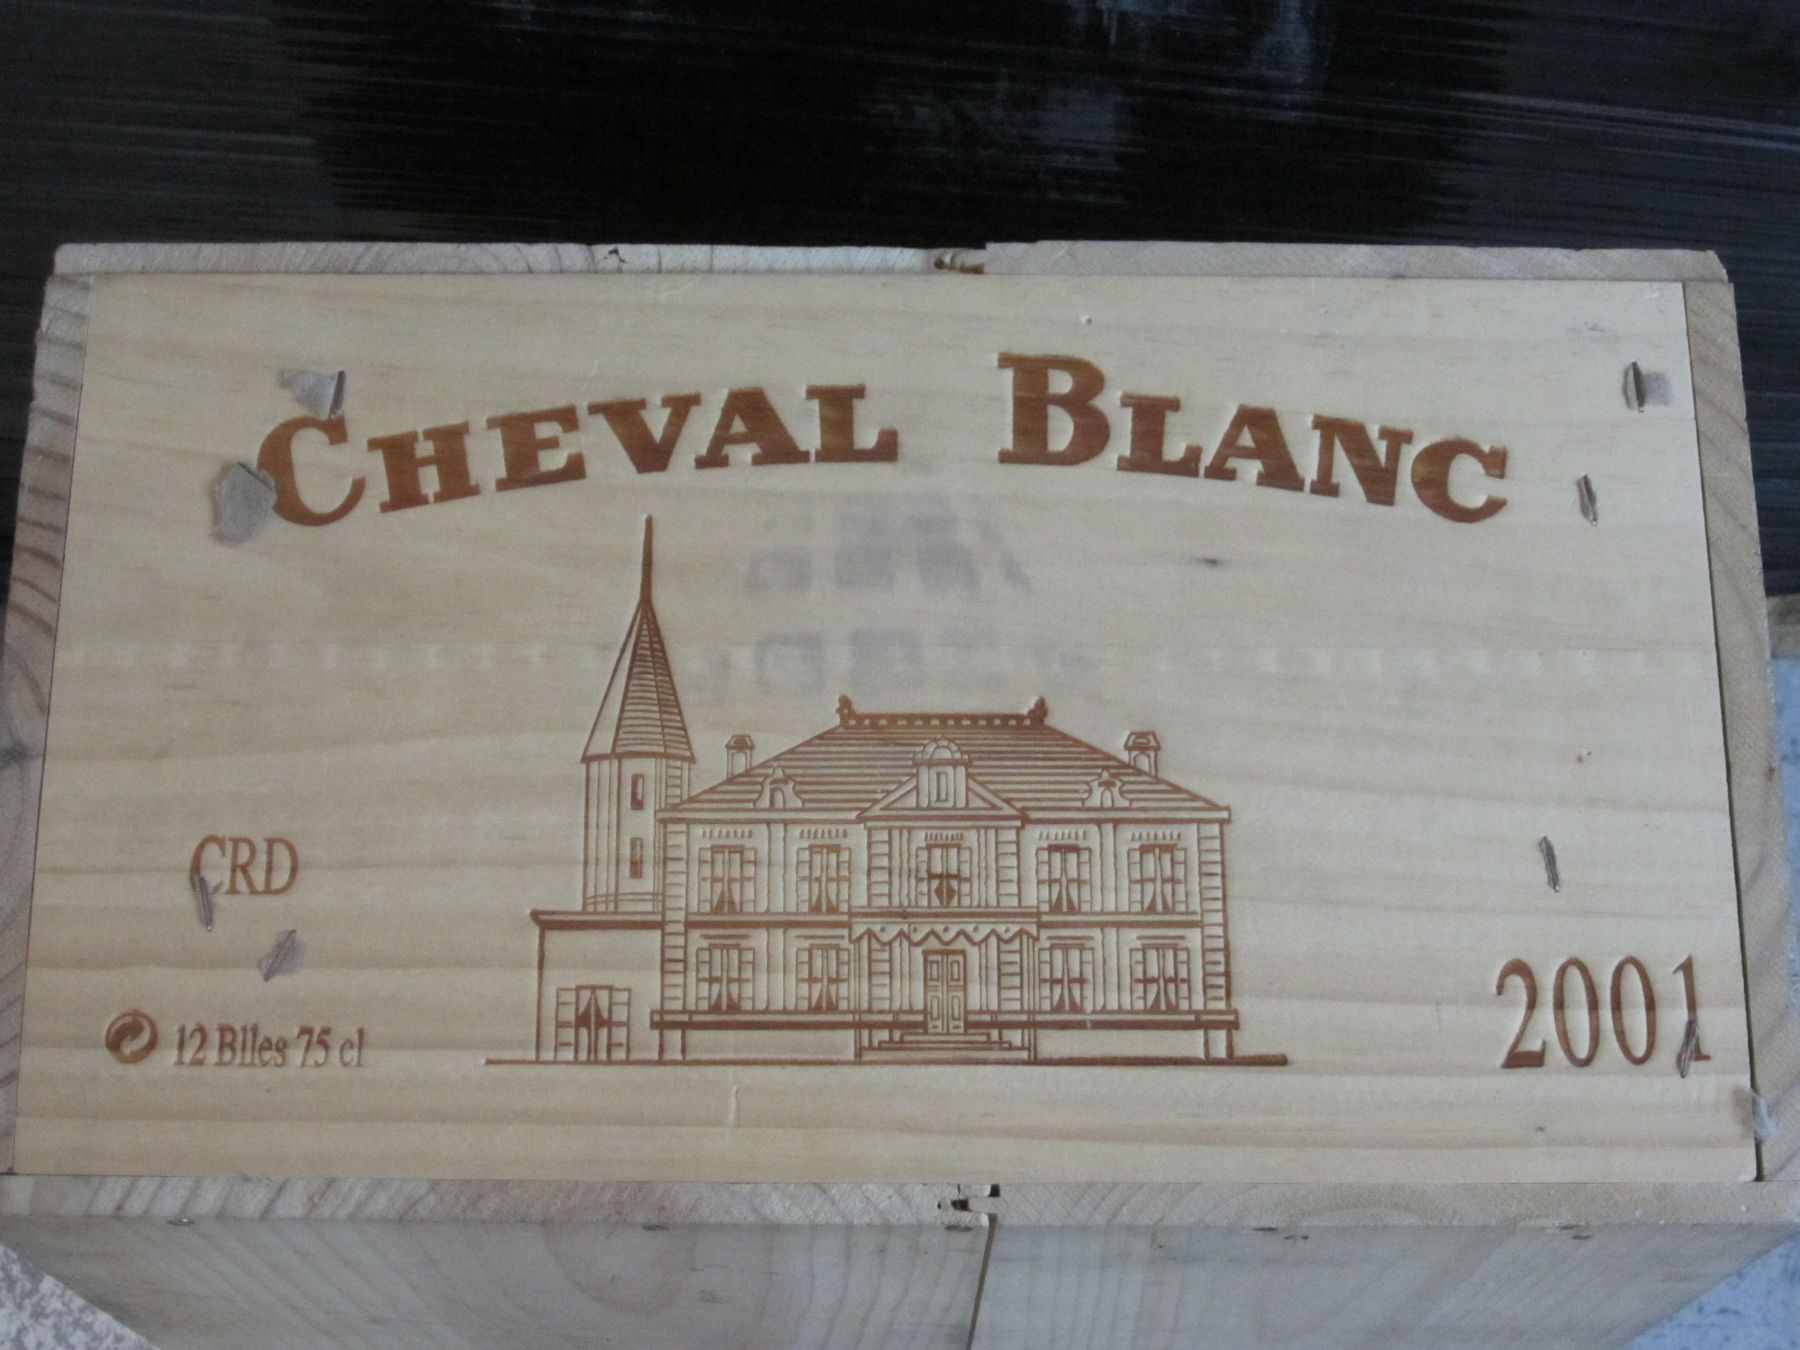 CHEVAL BLANC
CRD
12 Blles 75 cl
2001